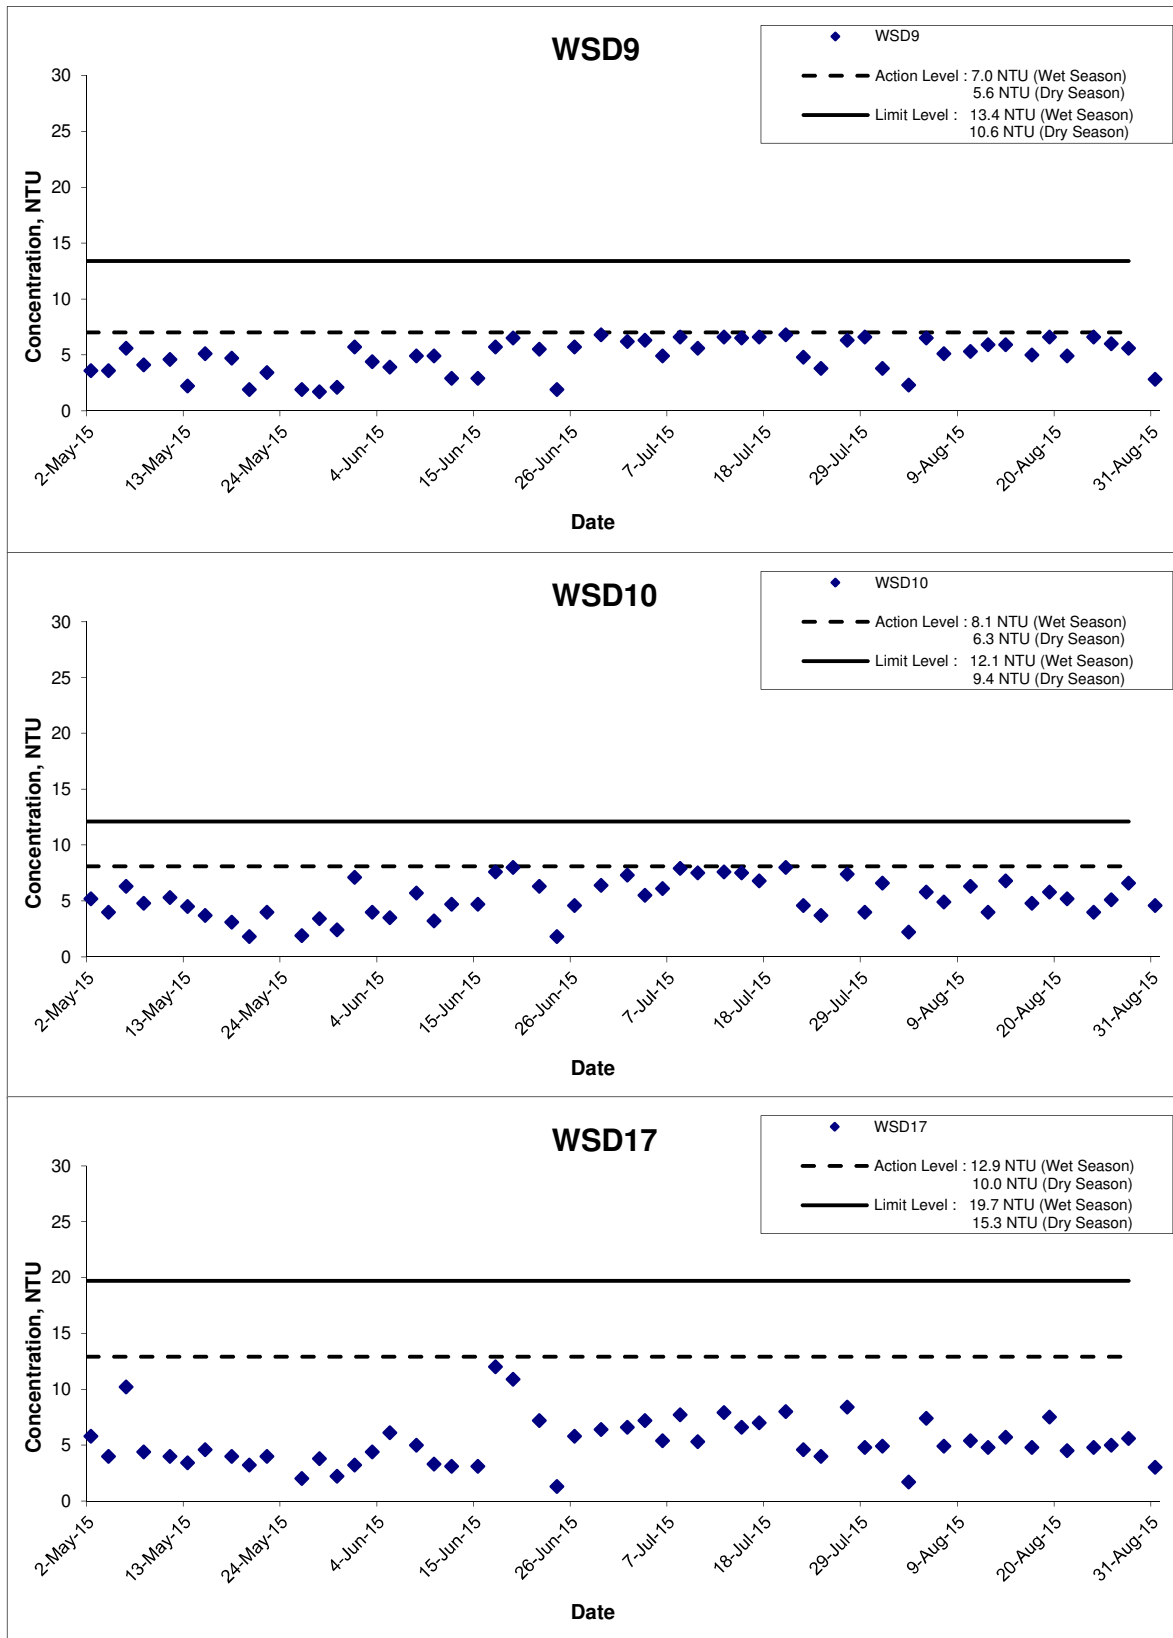 WSD9
WSD9
Action Level : 7.0 NTU (Wet Season)
5.6 NTU (Dry Season)
Limit Level : 13.4 NTU (Wet Season)
10.6 NTU (Dry Season)
30
25
20
15
10
5
0
Concentration, NTU
2-May-15
13-May-15
24-May-15
4-Jun-15
15-Jun-15
26-Jun-15
7-Jul-15
18-Jul-15
29-Jul-15
9-Aug-15
20-Aug-15
31-Aug-15
Date
WSD10
WSD10
Action Level : 8.1 NTU (Wet Season)
6.3 NTU (Dry Season)
Limit Level : 12.1 NTU (Wet Season)
9.4 NTU (Dry Season)
30
25
20
15
10
5
0
Concentration, NTU
2-May-15
13-May-15
24-May-15
4-Jun-15
15-Jun-15
26-Jun-15
7-Jul-15
18-Jul-15
29-Jul-15
9-Aug-15
20-Aug-15
31-Aug-15
Date
WSD17
WSD17
Action Level : 12.9 NTU (Wet Season)
10.0 NTU (Dry Season)
Limit Level : 19.7 NTU (Wet Season)
15.3 NTU (Dry Season)
30
25
20
15
10
5
0
Concentration, NTU
2-May-15
13-May-15
24-May-15
4-Jun-15
15-Jun-15
26-Jun-15
7-Jul-15
18-Jul-15
29-Jul-15
9-Aug-15
20-Aug-15
31-Aug-15
Date